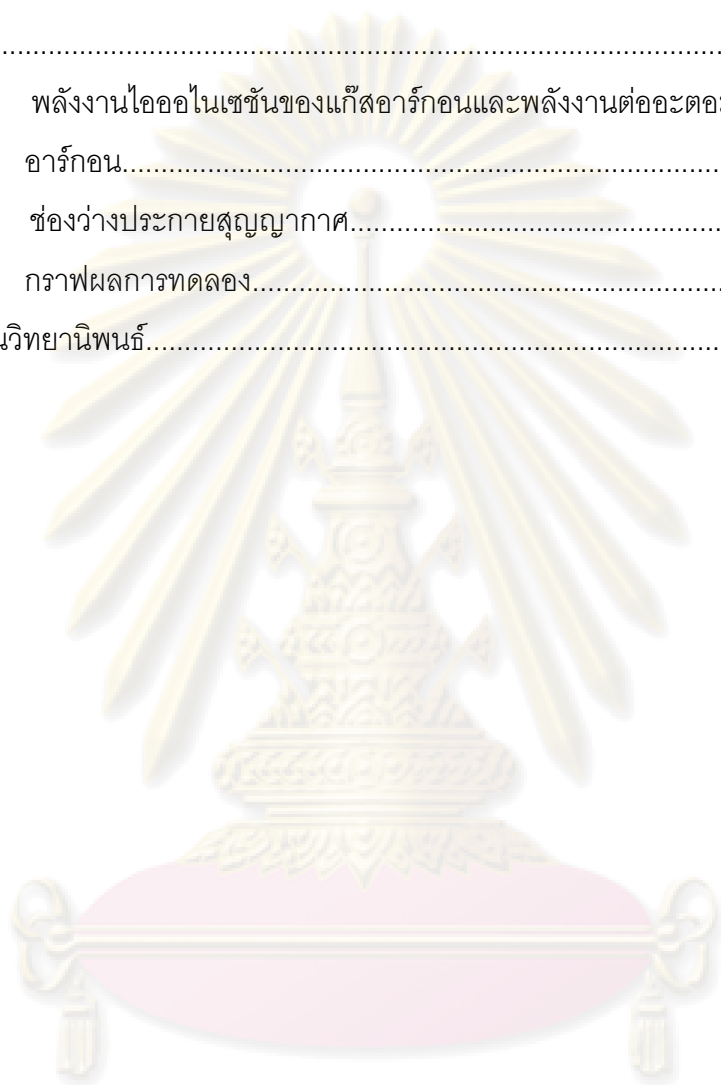 ................................................................................................
พลังงานไอออไนเซชันของแก๊สอาร์กอนและพลังงานต่ออะตอ
อาร์กอน.............................................................................
ช่องว่างประกายสุญญากาศ................................................
กราฟผลการทดลอง.............................................................
วิทยานิพนธ์..........................................................................